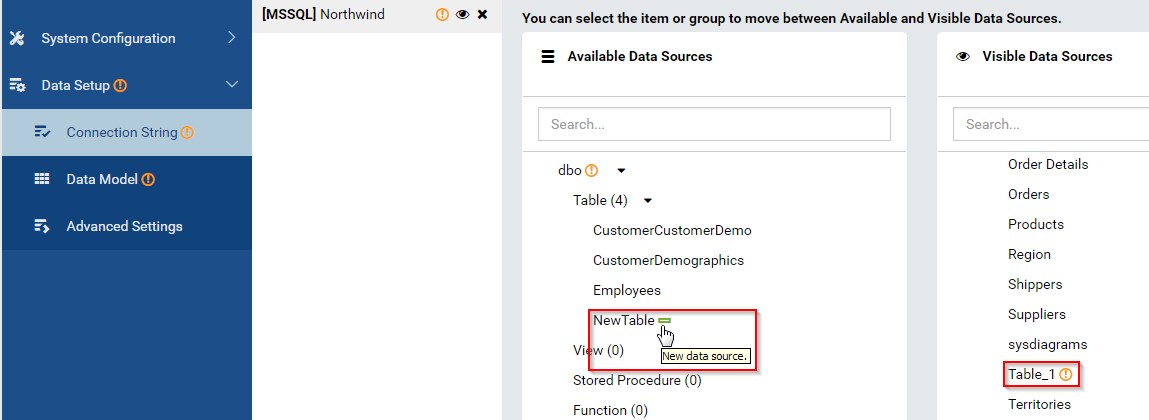 System Configuration
Data Setup
Connection String
Data Model
Advanced Settings
[MSSQL] Northwind
You can select the item or group to move between Available and Visible Data Sources.
Available Data Sources
Search...
dbo
Table (4)
CustomerCustomerDemo
CustomerDemographics
Employees
NewTable
New data source.
View (0)
Stored Procedure (0)
Function (0)
Visible Data Sources
Search...
Order Details
Orders
Products
Region
Shippers
Suppliers
sysdiagrams
Table_1
Territories